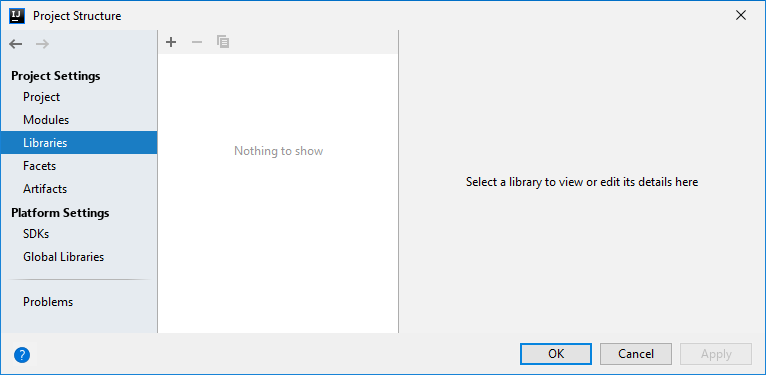 IJ Project Structure
Project Settings
Project
Modules
Libraries
Facets
Artifacts
Platform Settings
SDKs
Global Libraries
Problems
Nothing to show
Select a library to view or edit its details here
?
OK
Cancel
Apply